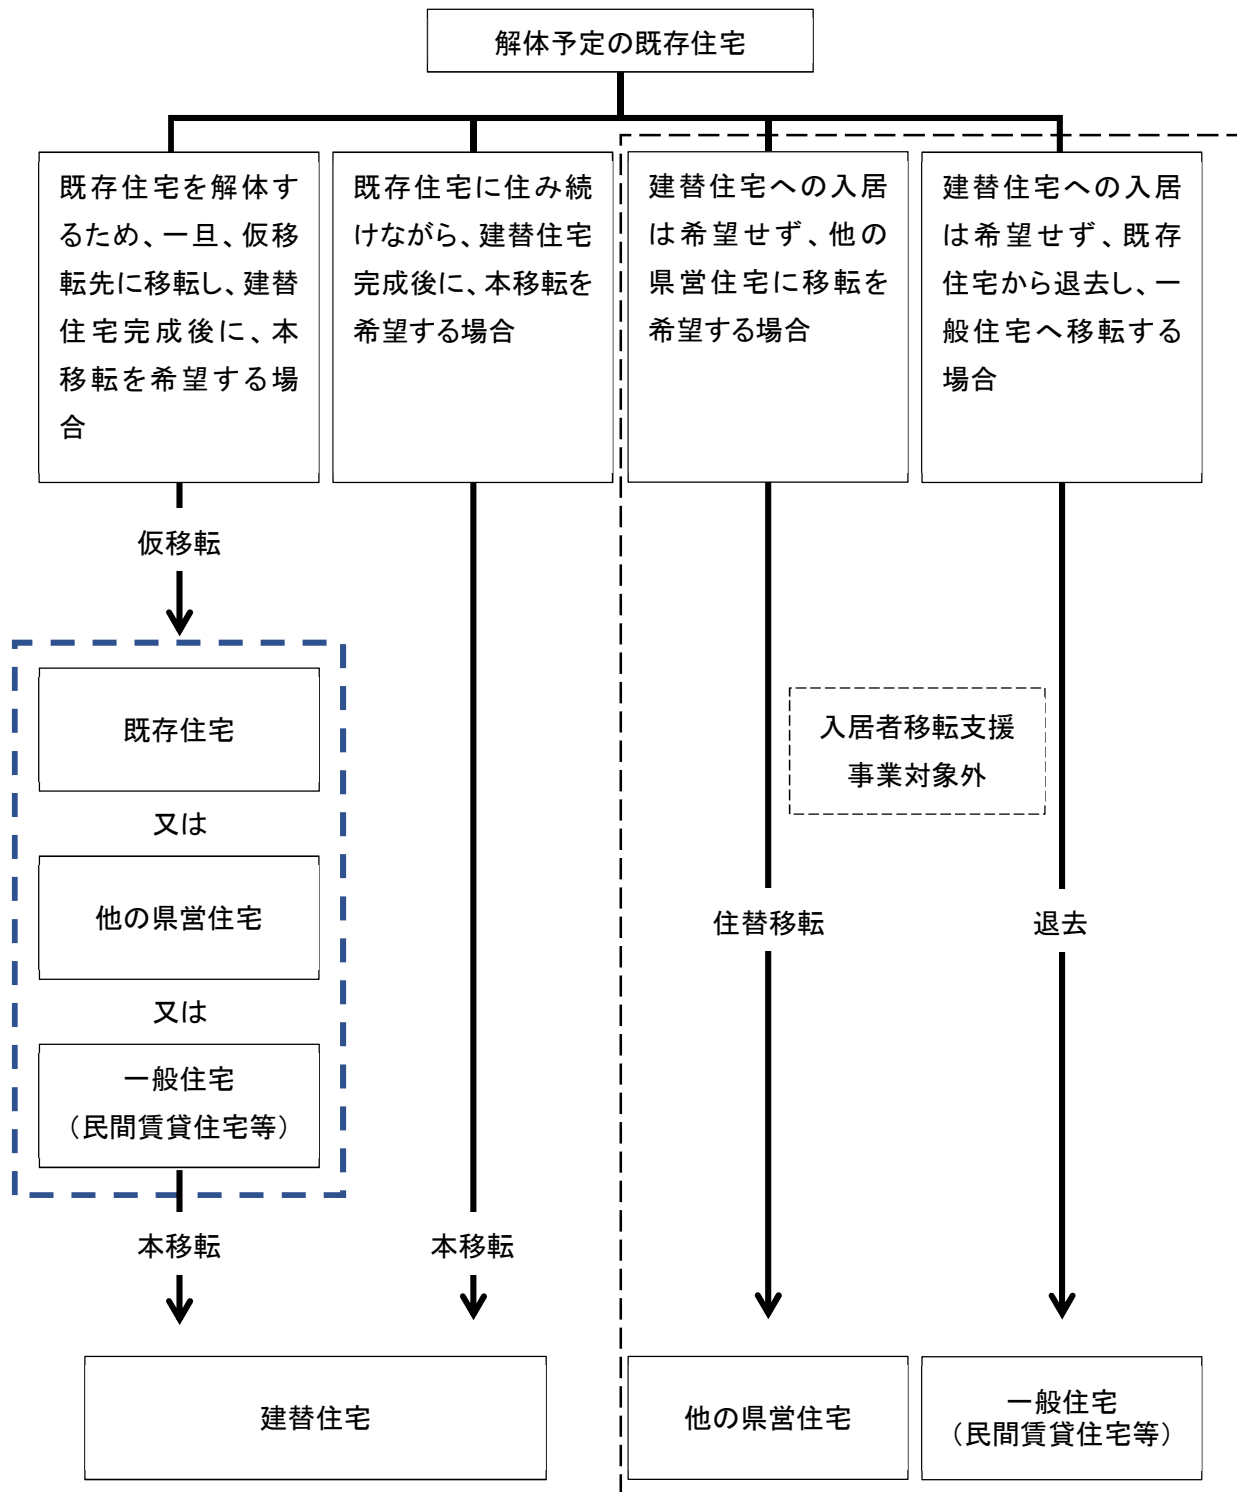 解体予定の既存住宅
既存住宅を解体す
るため、一旦、仮移
転先に移転し、建替
住宅完成後に、本
移転を希望する場
合
既存住宅に住み続
けながら、建替住宅
完成後に、本移転を
希望する場合
建替住宅への入居
は希望せず、他の
県営住宅に移転を
希望する場合
建替住宅への入居
は希望せず、既存
住宅から退去し、一
般住宅へ移転する
場合
仮移転
既存住宅
又は
他の県営住宅
又は
一般住宅
（民間賃貸住宅等）
入居者移転支援
事業対象外
住替移転
退去
本移転
本移転
建替住宅
他の県営住宅
一般住宅
（民間賃貸住宅等）